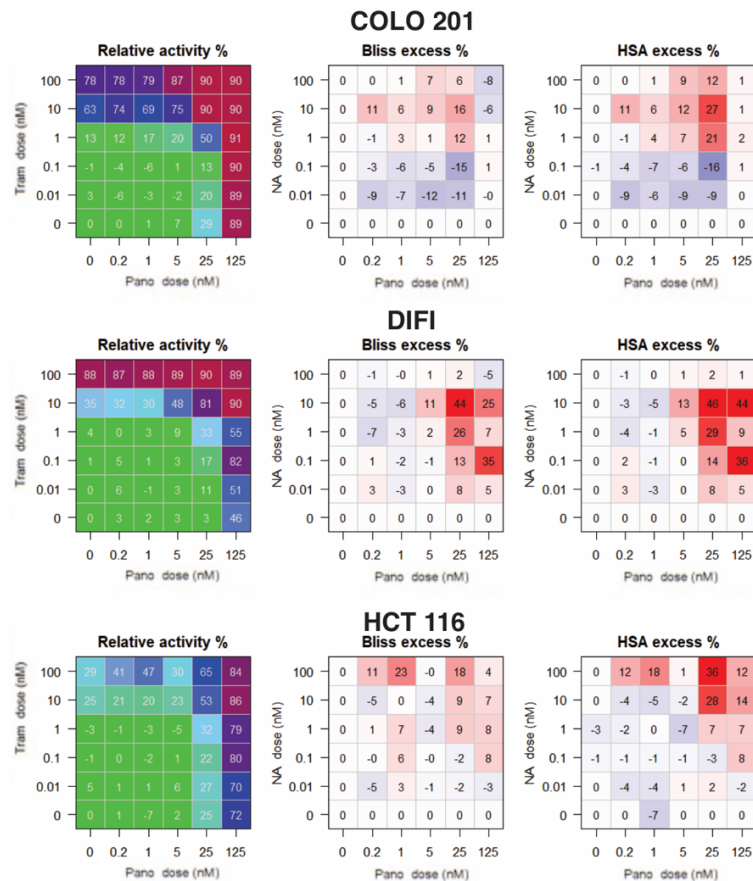 COLO 201
Relative activity % Bliss excess % HSA excess %
Tram dose (nM)
100 78 78 79 87 90 90
10 63 74 69 75 90 90
1 13 12 17 20 50 91
0.1 -1 -4 -6 1 13 90
0.01 3 -6 -3 -2 20 89
0 0 0 1 7 29 89
0 0.2 1 5 25 125
Pano dose (nM)
NA dose (nM)
100 0 0 1 7 6 -8
10 0 11 6 9 16 -6
1 0 -1 3 1 12 1
0.1 0 -3 -6 -5 -15 1
0.01 0 -9 -7 -12 -11 -0
0 0 0 0 0 0 0
0 0.2 1 5 25 125
Pano dose (nM)
NA dose (nM)
100 0 0 1 9 12 1
10 0 11 6 12 27 1
1 0 -1 4 7 21 2
0.1 -1 -4 -7 -6 -16 1
0.01 0 -9 -6 -9 -9 0
0 0 0 0 0 0 0
0 0.2 1 5 25 125
Pano dose (nM)
DIFI
Relative activity % Bliss excess % HSA excess %
Tram dose (nM)
100 88 87 88 89 90 89
10 35 32 30 48 81 90
1 4 0 3 9 33 55
0.1 1 5 1 3 17 82
0.01 0 6 -1 3 11 51
0 0 3 2 3 3 46
0 0.2 1 5 25 125
Pano dose (nM)
NA dose (nM)
100 0 -1 -0 1 2 -5
10 0 -5 -6 11 44 25
1 0 -7 -3 2 26 7
0.1 0 1 -2 -1 13 35
0.01 0 3 -3 0 8 5
0 0 0 0 0 0 0
0 0.2 1 5 25 125
Pano dose (nM)
NA dose (nM)
100 0 -1 0 1 2 1
10 0 -3 -5 13 46 44
1 0 -4 -1 5 29 9
0.1 0 2 -1 0 14 36
0.01 0 3 -3 0 8 5
0 0 0 0 0 0 0
0 0.2 1 5 25 125
Pano dose (nM)
HCT 116
Relative activity % Bliss excess % HSA excess %
Tram dose (nM)
100 29 41 47 30 65 84
10 25 21 20 23 53 86
1 -3 -1 -3 -5 32 79
0.1 -1 0 -2 1 22 80
0.01 5 1 1 6 27 70
0 0 1 -7 2 25 72
0 0.2 1 5 25 125
Pano dose (nM)
NA dose (nM)
100 0 11 23 -0 18 4
10 0 -5 0 -4 9 7
1 0 1 7 -4 9 8
0.1 0 -0 6 -0 -2 8
0.01 0 -5 3 -1 -2 -3
0 0 0 0 0 0 0
0 0.2 1 5 25 125
Pano dose (nM)
NA dose (nM)
100 0 12 18 1 36 12
10 0 -4 -5 -2 28 14
1 -3 -2 0 -7 7 7
0.1 -1 -1 -1 -1 -3 8
0.01 0 -4 -4 1 2 -2
0 0 0 -7 0 0 0
0 0.2 1 5 25 125
Pano dose (nM)